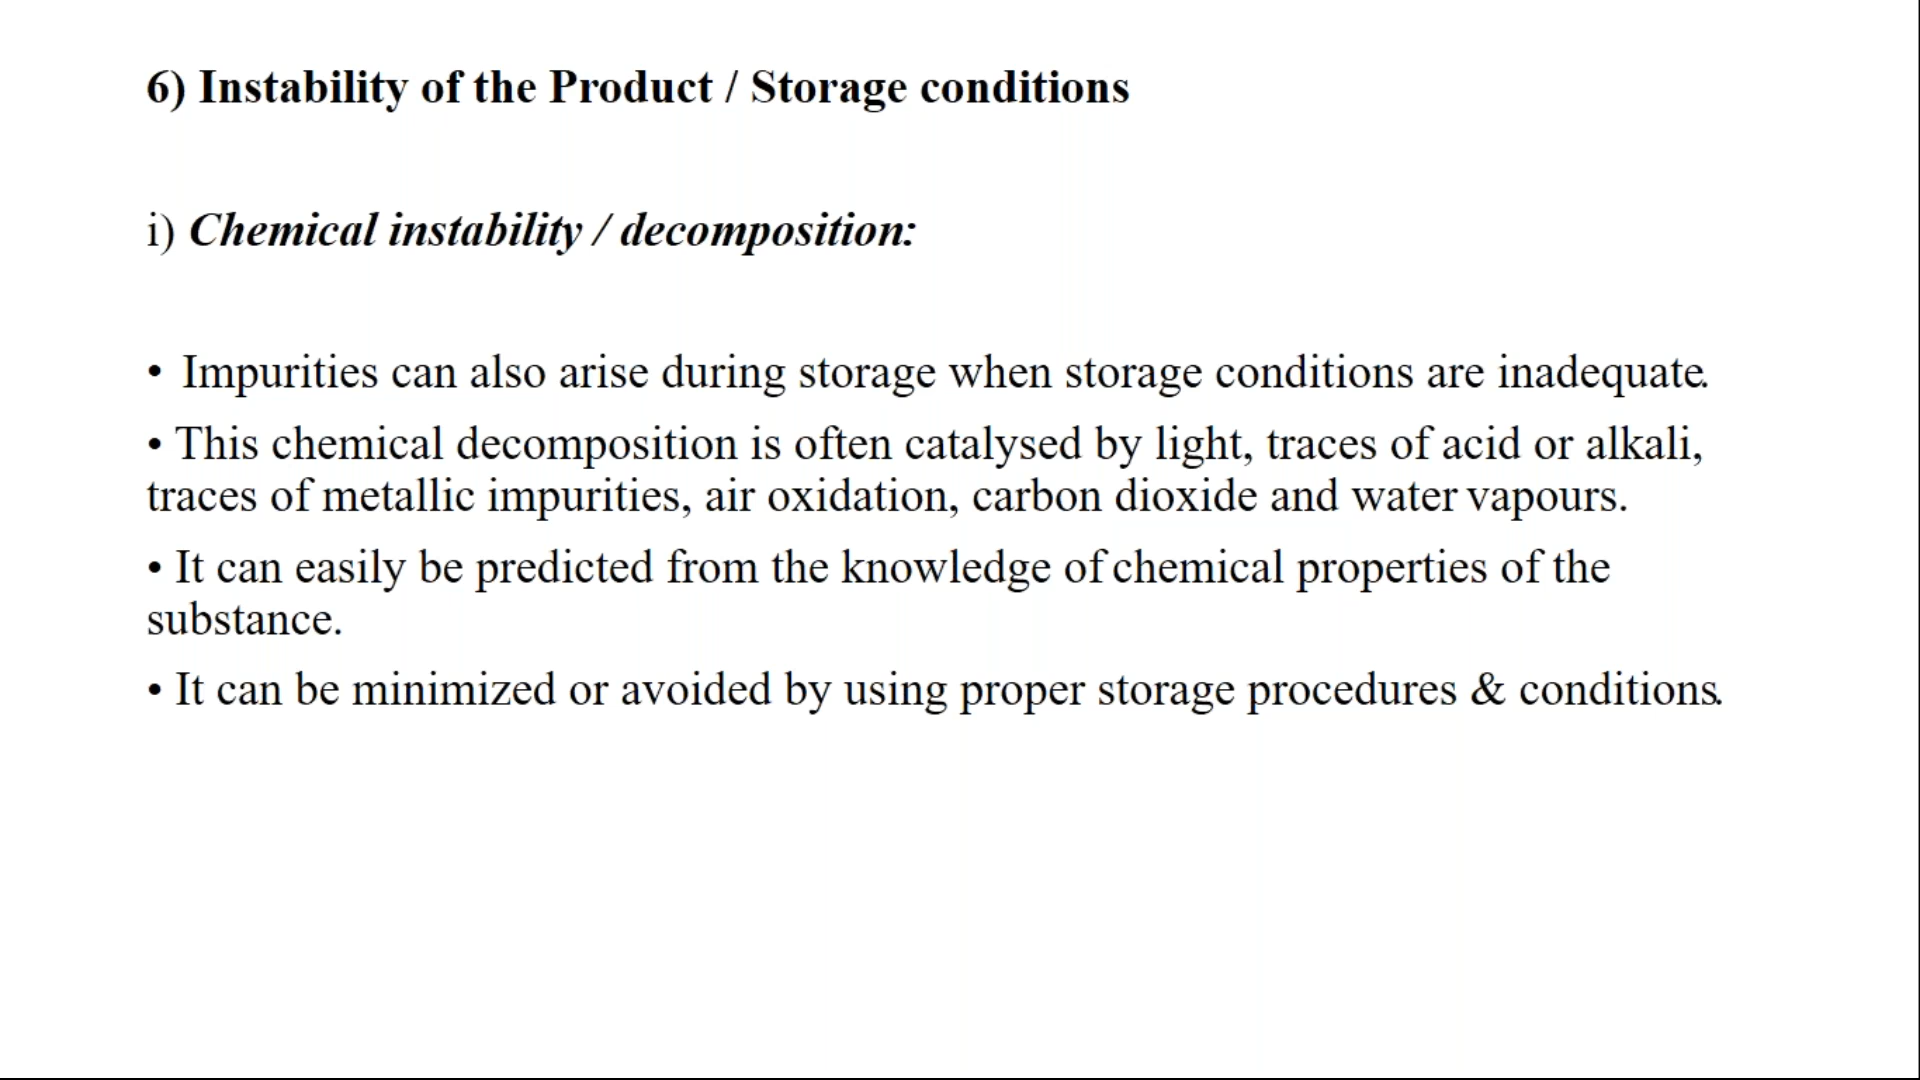 6) Instability of the Product / Storage conditions
i) Chemical instability / decomposition:
• Impurities can also arise during storage when storage conditions are inadequate.
• This chemical decomposition is often catalysed by light, traces of acid or alkali,
traces of metallic impurities, air oxidation, carbon dioxide and water vapours.
• It can easily be predicted from the knowledge of chemical properties of the
substance.
• It can be minimized or avoided by using proper storage procedures & conditions.